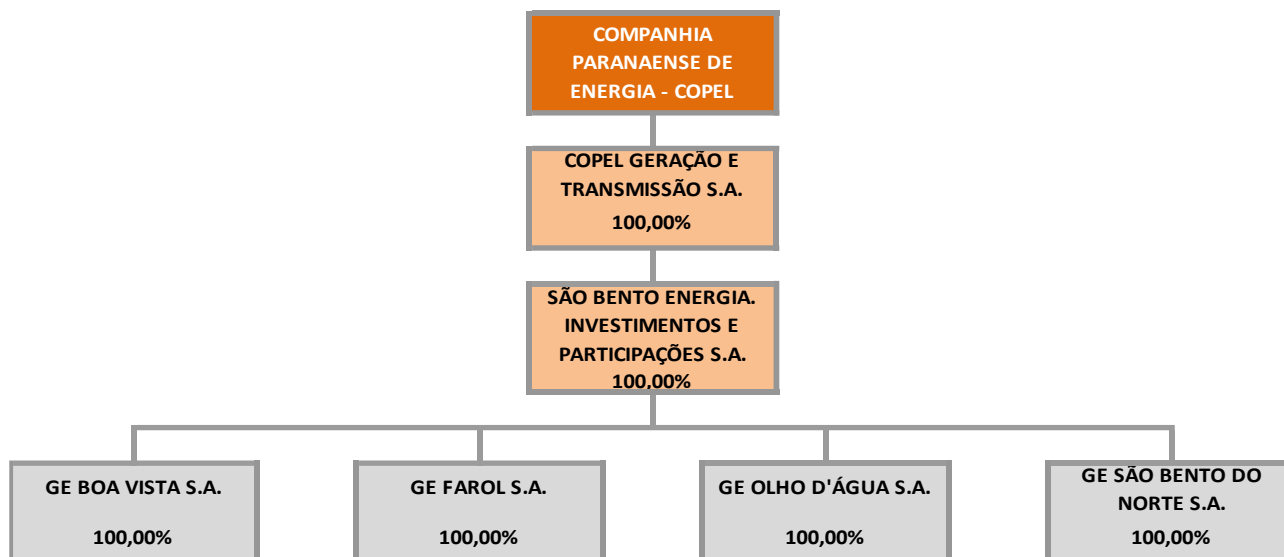 COMPANHIA
PARANAENSE DE
ENERGIA - COPEL
COPEL GERAÇÃO E
TRANSMISSÃO S.A.
100,00%
SÃO BENTO ENERGIA.
INVESTIMENTOS E
PARTICIPAÇÕES S.A.
100,00%
GE BOA VISTA S.A.
100,00%
GE FAROL S.A.
100,00%
GE OLHO D'ÁGUA S.A.
100,00%
GE SÃO BENTO DO
NORTE S.A.
100,00%